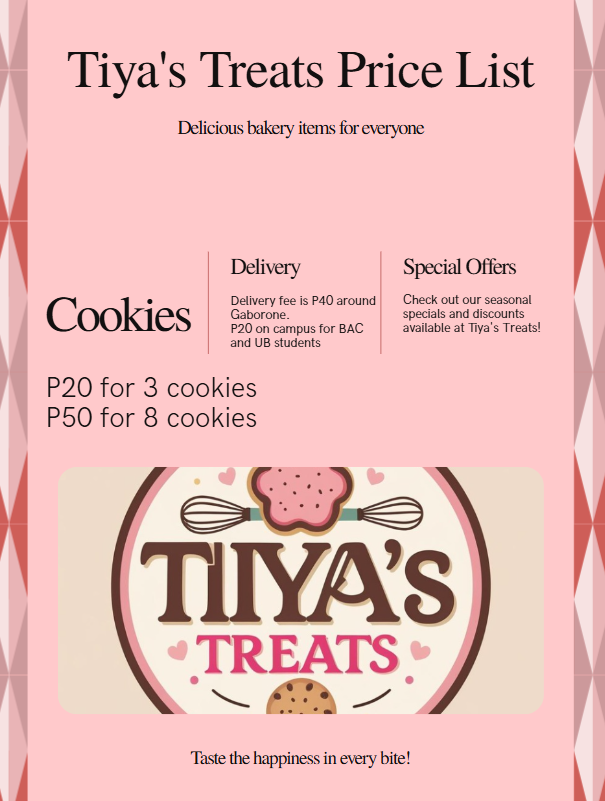 Tiya's Treats Price List
Delicious bakery items for everyone
Cookies
P20 for 3 cookies
P50 for 8 cookies
Delivery
Delivery fee is P40 around
Gaborone.
P20 on campus for BAC
and UB students
Special Offers
Check out our seasonal
specials and discounts
available at Tiya's Treats!
TIIYA'S
TREATS
Taste the happiness in every bite!